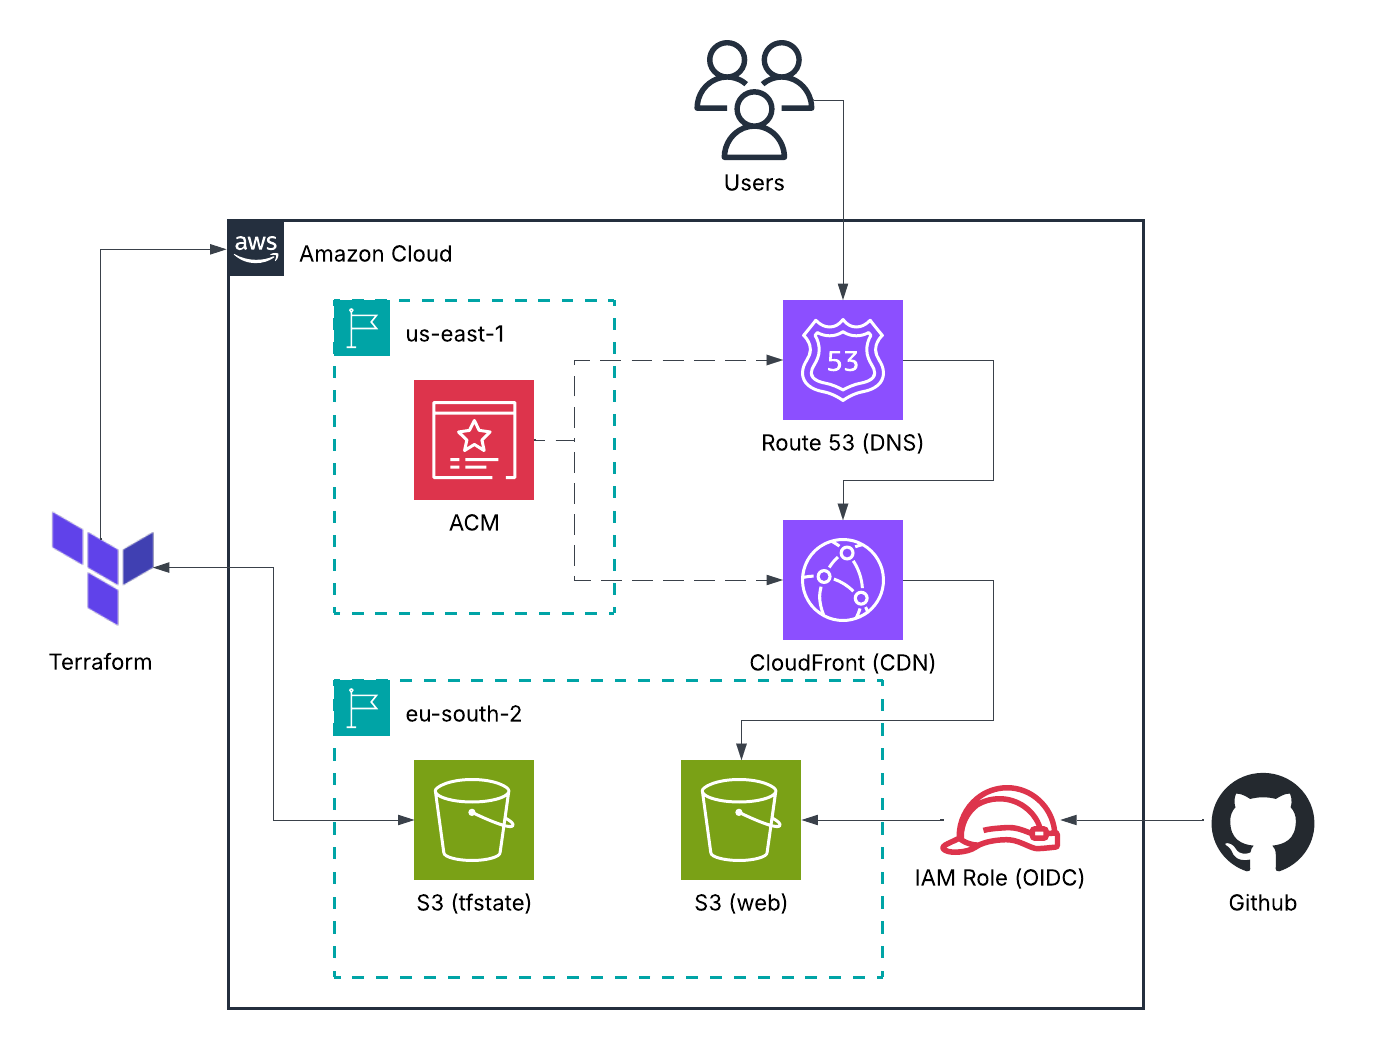 Users
aws
Amazon Cloud
us-east-1
53
Route 53 (DNS)
ACM
CloudFront (CDN)
Terraform
eu-south-2
S3 (tfstate)
S3 (web)
IAM Role (OIDC)
Github